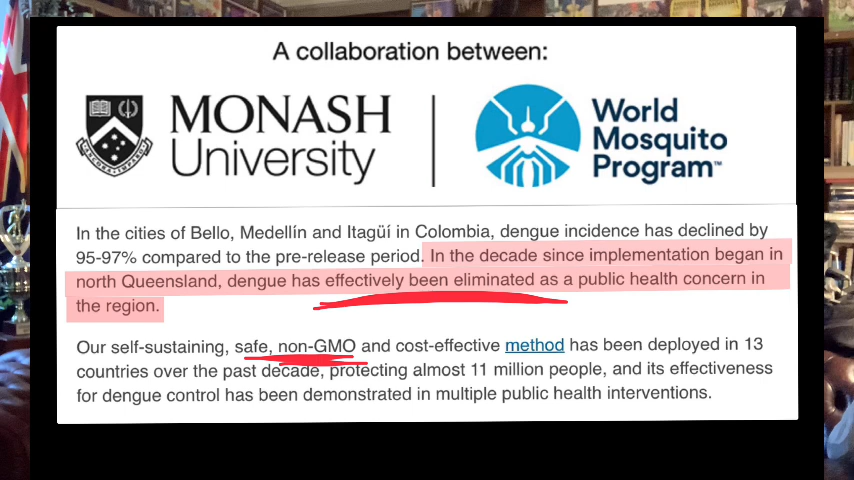 A collaboration between:
MONASH
University
World
Mosquito
Program™
In the cities of Bello, Medellín and Itagüí in Colombia, dengue incidence has declined by
95-97% compared to the pre-release period. In the decade since implementation began in
north Queensland, dengue has effectively been eliminated as a public health concern in
the region.
Our self-sustaining, safe, non-GMO and cost-effective method has been deployed in 13
countries over the past decade, protecting almost 11 million people, and its effectiveness
for dengue control has been demonstrated in multiple public health interventions.